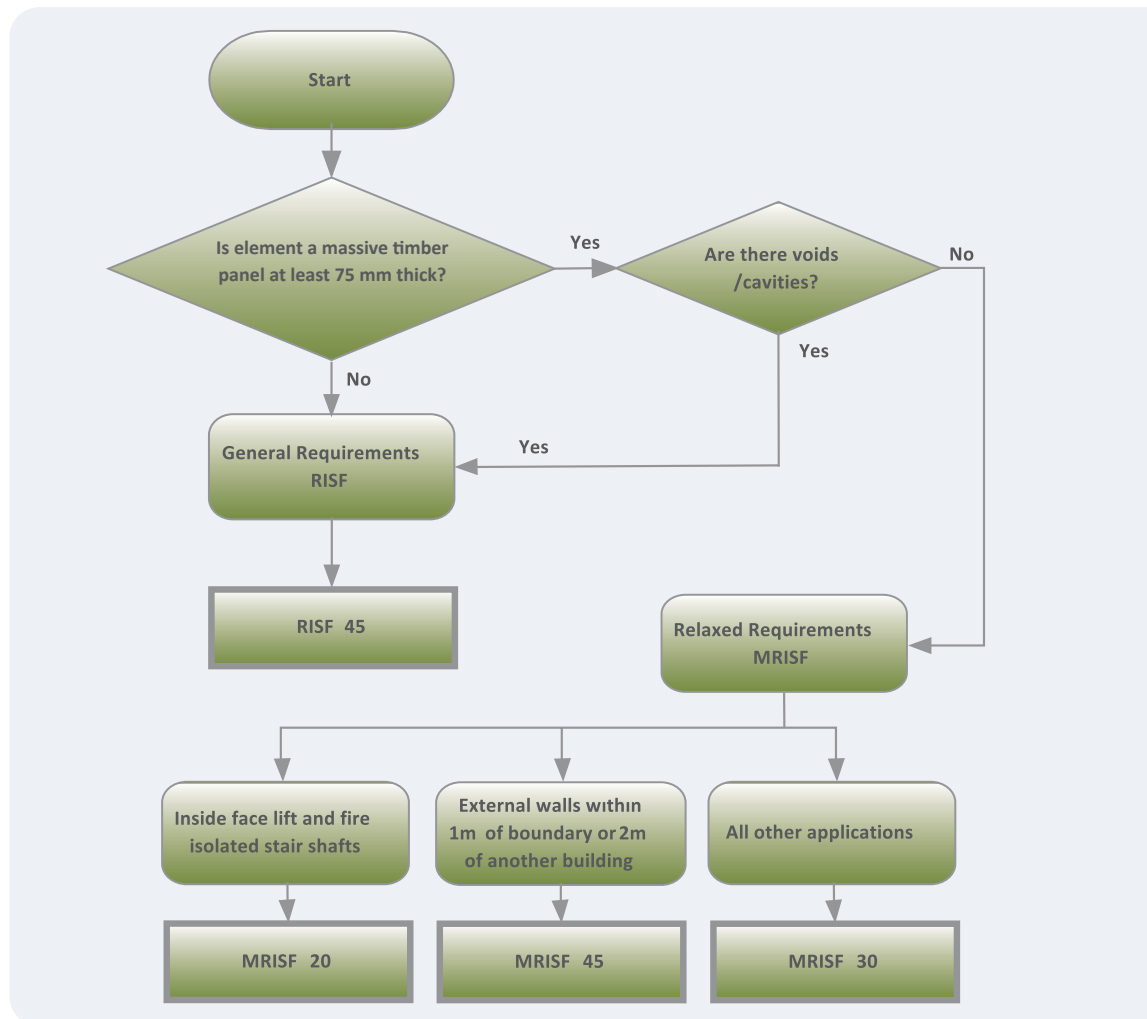 Start
Is element a massive timber
panel at least 75 mm thick?
Yes
Are there voids
/cavities?
No
Yes
No
General Requirements
RISF
Yes
RISF 45
Relaxed Requirements
MRISF
Inside face lift and fire
isolated stair shafts
External walls within
1m of boundary or 2m
of another building
All other applications
MRISF 20
MRISF 45
MRISF 30